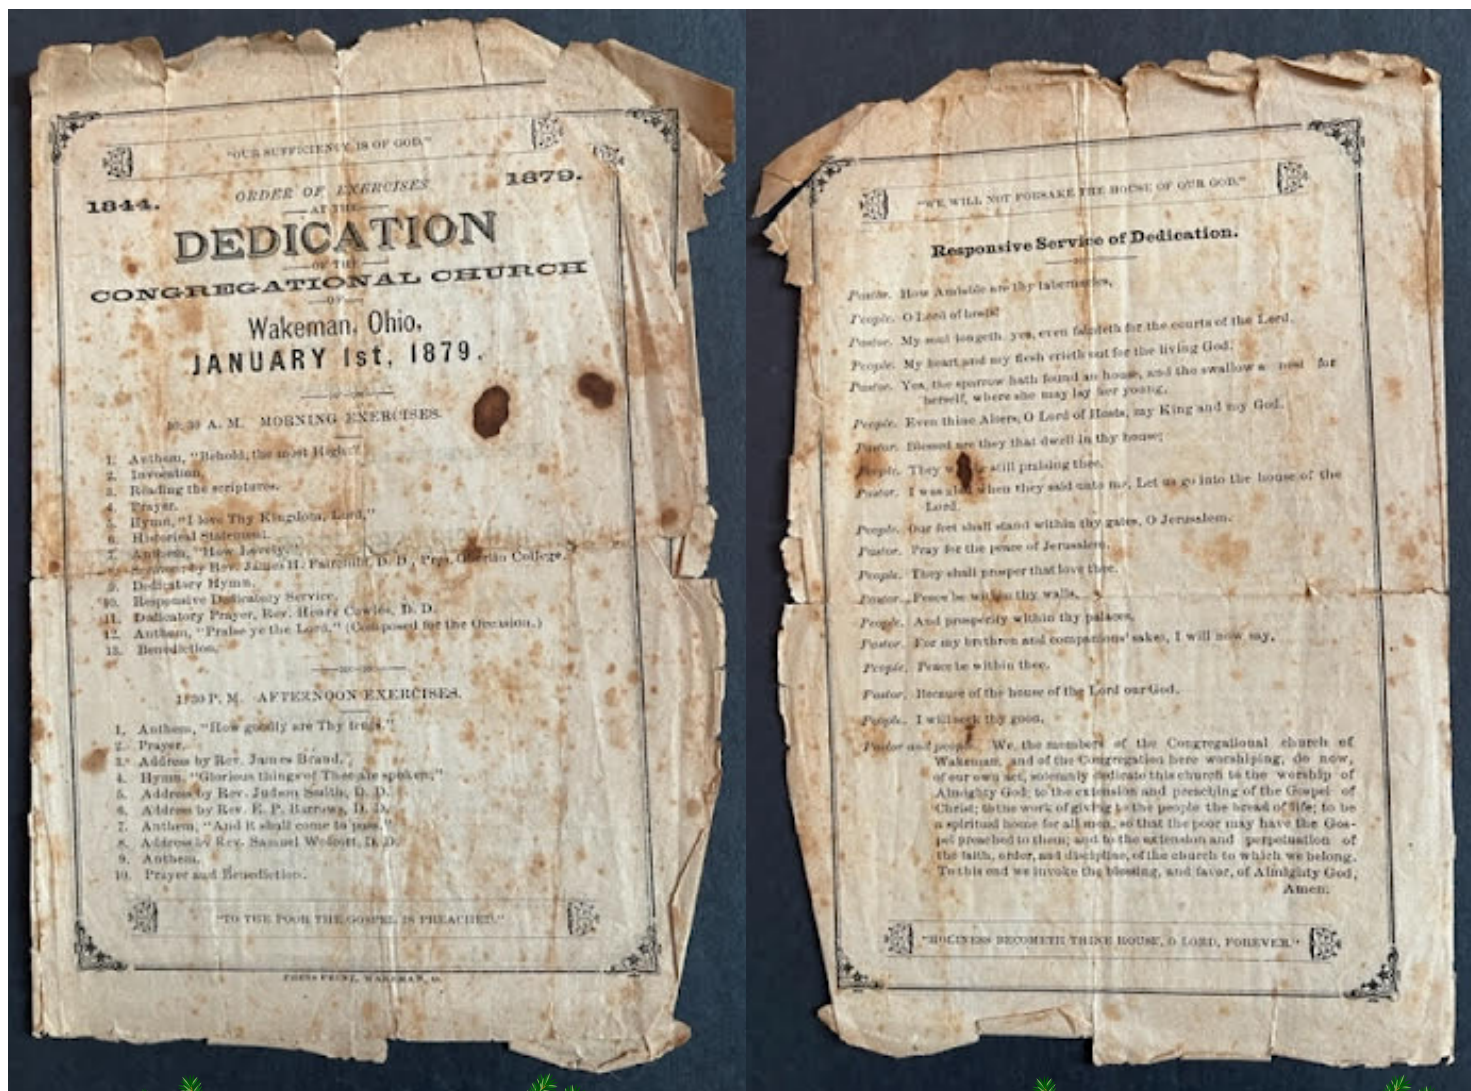 "OUR SUFFICIENCY IS OF GOD."
1844.
ORDER OF EXERCISES
1879.
AT THE
DEDICATION
OF THE
CONGREGATIONAL CHURCH
OF
Wakeman, Ohio,
JANUARY 1st, 1879.
10.30 A. M. MORNING EXERCISES.
1. Anthem, "Behold, the most High."
2. Invocation.
3. Reading the scriptures.
4. Prayer.
5. Hymn, "I love Thy Kingdom, Lord,"
6. Historical Statement.
7. Anthem, "How Lovely."
8. Sermon; by Rev. James H. Fairchild, D. D., Pres. Oberlin College.
9. Dedicatory Hymn.
10. Responsive Dedicatory Service.
11. Dedicatory Prayer, Rev. Henry Cowles, D. D.
12. Anthem, "Praise ye the Lord." (Composed for the Occasion.)
13. Benediction.
1:30 P. M. AFTERNOON EXERCISES.
1. Anthem, "How goodly are Thy tents."
2. Prayer.
3. Address by Rev. James Brand.
4. Hymn, "Glorious things of Thee are spoken;"
5. Address by Rev. Judson Smith, D. D.
6. Address by Rev. E. P. Barrows, D. D.
7. Anthem, "And it shall come to pass."
8. Address by Rev. Samuel Wolcott, D. D.
9. Anthem.
10. Prayer and Benediction.
"TO THE POOR THE GOSPEL IS PREACHED."
PRESS PRINT, WAKEMAN, O.
"WE WILL NOT FORSAKE THE HOUSE OF OUR GOD."
Responsive Service of Dedication.
Pastor. How Amiable are thy tabernacles,
People. O Lord of hosts!
Pastor. My soul longeth, yea, even fainteth for the courts of the Lord.
People. My heart and my flesh crieth out for the living God.
Pastor. Yea, the sparrow hath found an house, and the swallow a nest for
herself, where she may lay her young,
People. Even thine Alters, O Lord of Hosts, my King and my God.
Pastor. Blessed are they that dwell in thy house;
People. They still praising thee.
Pastor. I was glad when they said unto me, Let us go into the house of the
Lord.
People. Our feet shall stand within thy gates, O Jerusalem.
Pastor. Pray for the peace of Jerusalem.
People. They shall prosper that love thee.
Pastor. Peace be within thy walls,
People. And prosperity within thy palaces,
Pastor. For my brethren and companions' sakes, I will now say,
People. Peace be within thee.
Pastor. Because of the house of the Lord our God,
People. I will seek thy good.
Pastor and people. We, the members of the Congregational church of
Wakeman, and of the Congregation here worshiping, do now,
of our own act, solemnly dedicate this church to the worship of
Almighty God; to the extension and preaching of the Gospel of
Christ; to the work of giving to the people the bread of life; to be
a spiritual home for all men, so that the poor may have the Gos-
pel preached to them; and to the extension and perpetuation of
the faith, order, and discipline, of the church to which we belong.
To this end we invoke the blessing, and favor, of Almighty God,
Amen.
"HOLINESS BECOMETH THINE HOUSE, O LORD, FOREVER."